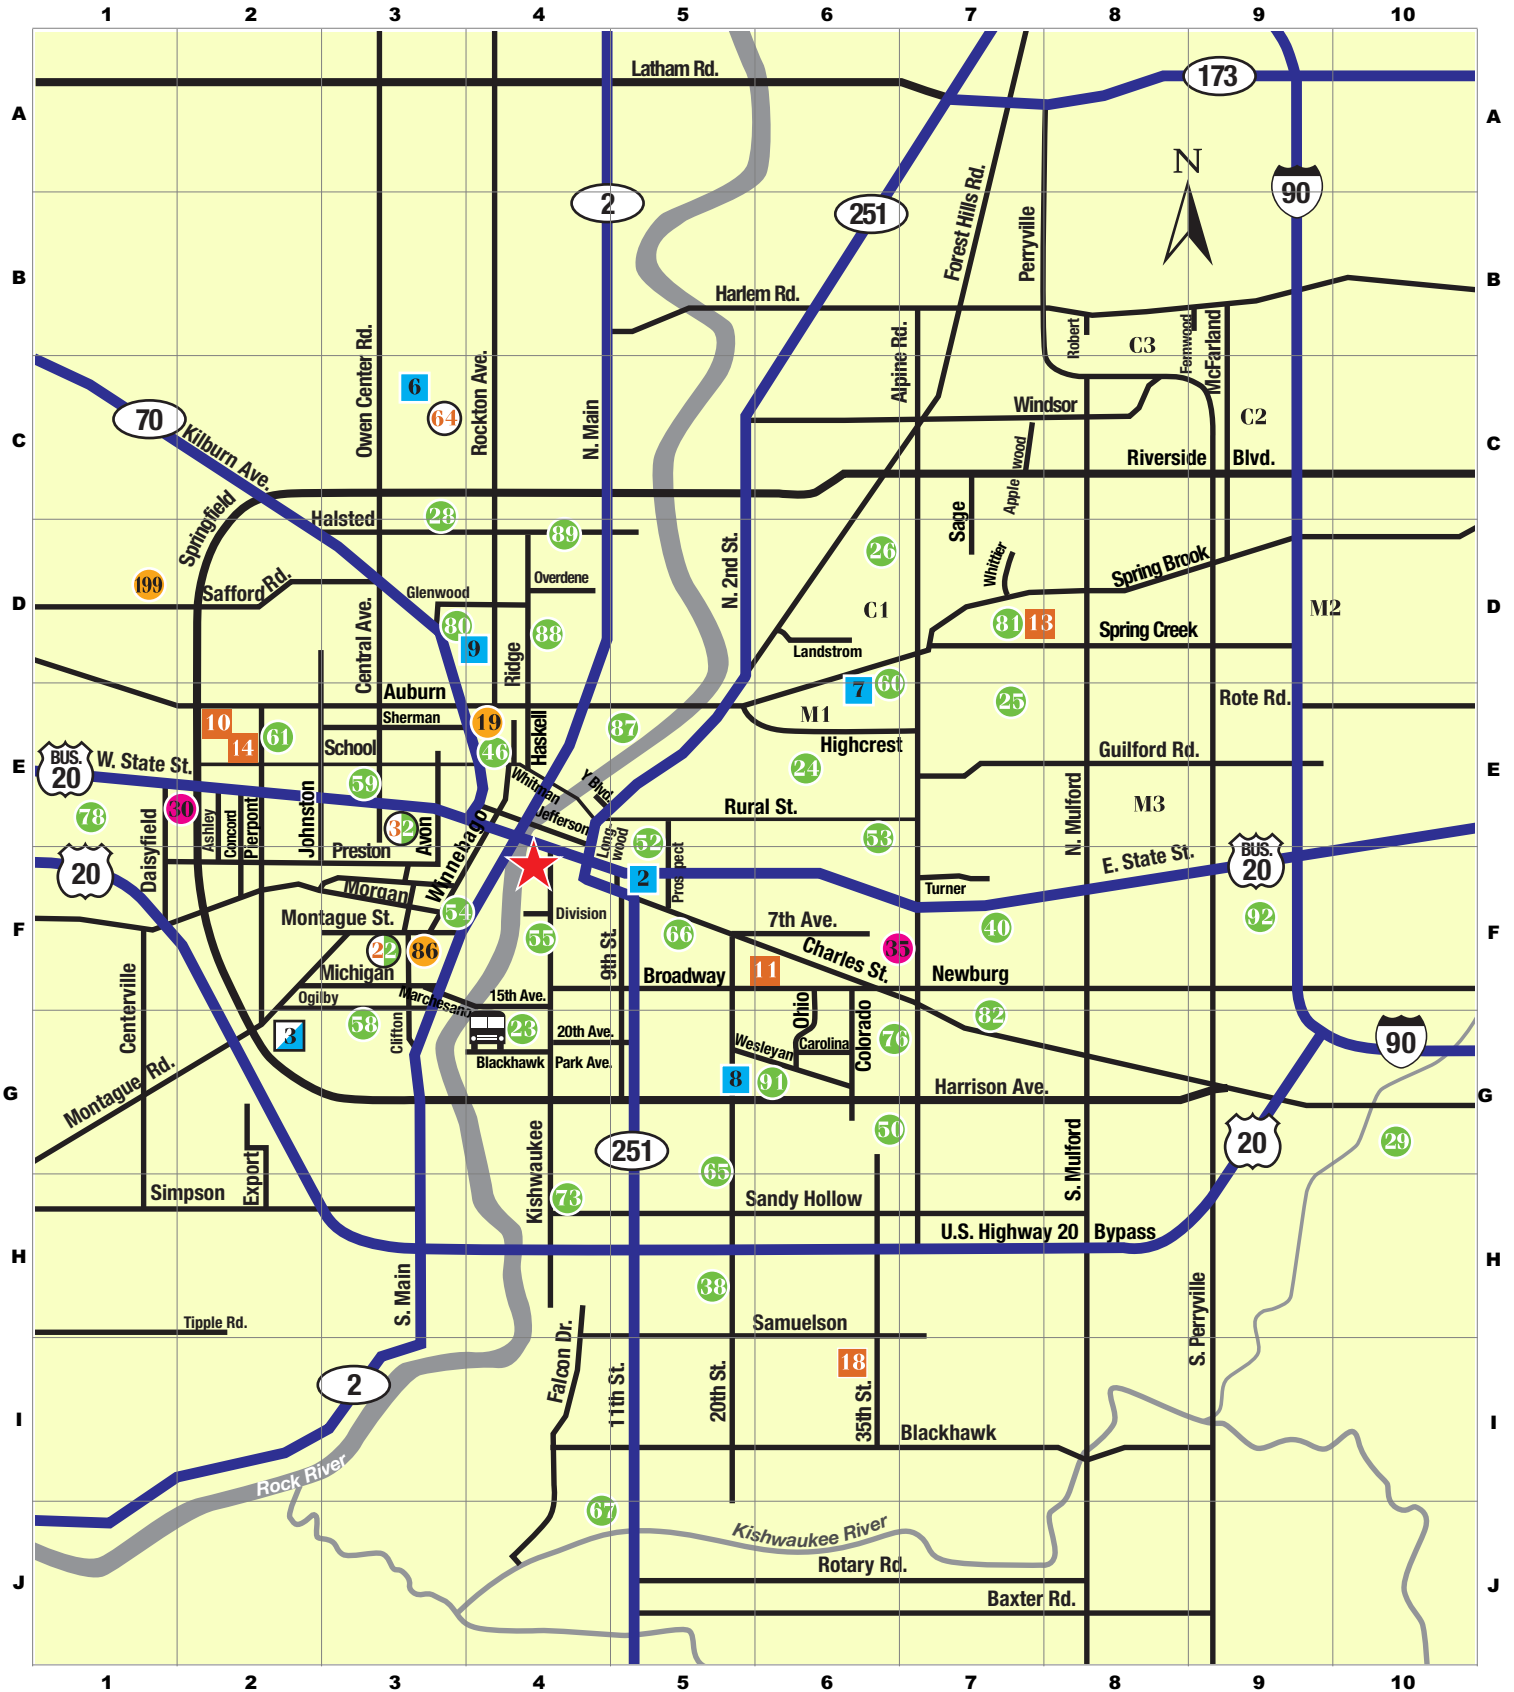 1 2 3 4 5 6 7 8 9 10
Latham Rd.
173
A A
N
2
251
90
Forest Hills Rd.
Perryville
B B
Harlem Rd.
Owen Center Rd.
Rockton Ave.
Alpine Rd.
Robert
C3
Fernwood
McFarland
6
64
70
Kilburn Ave.
N. Main
Windsor
C2
C C
Apple wood
Riverside Blvd.
Springfield
Halsted
28
89
Sage
N. 2nd St.
26
Whittier
Spring Brook
199
Safford Rd.
Overdene
Glenwood
D D
C1
M2
Central Ave.
80
88
81
13
Spring Creek
9
Ridge
Landstrom
Auburn
7
60
25
Rote Rd.
10
14
61
Sherman
19
Haskell
87
M1
School
46
Highcrest
Guilford Rd.
BUS.
20
W. State St.
E E
59
Whitman
Y Blvd.
24
N. Mulford
M3
78
30
Daisyfield
Ashley
Concord
Pierpont
Johnston
32
Avon
Winnebago
Jefferson
Long wood
52
Rural St.
53
Preston
Prospect
E. State St.
BUS.
20
20
Morgan
2
Turner
Montague St.
54
Division
7th Ave.
92
F F
22
86
55
66
Charles St.
35
40
9th St.
Michigan
Broadway
11
Newburg
Centerville
Ogilby
Marchesano
15th Ave.
Ohio
Colorado
82
3
58
Clifton
23
20th Ave.
Wesleyan
Carolina
76
90
Blackhawk
Park Ave.
Montague Rd.
8
91
Harrison Ave.
G G
50
20
29
Export
Kishwaukee
251
65
S. Mulford
Simpson
73
Sandy Hollow
U.S. Highway 20 Bypass
H H
S. Main
38
S. Perryville
Tipple Rd.
Samuelson
2
Falcon Dr.
11th St.
20th St.
18
35th St.
I I
Blackhawk
Rock River
67
Kishwaukee River
Rotary Rd.
J J
Baxter Rd.
1 2 3 4 5 6 7 8 9 10